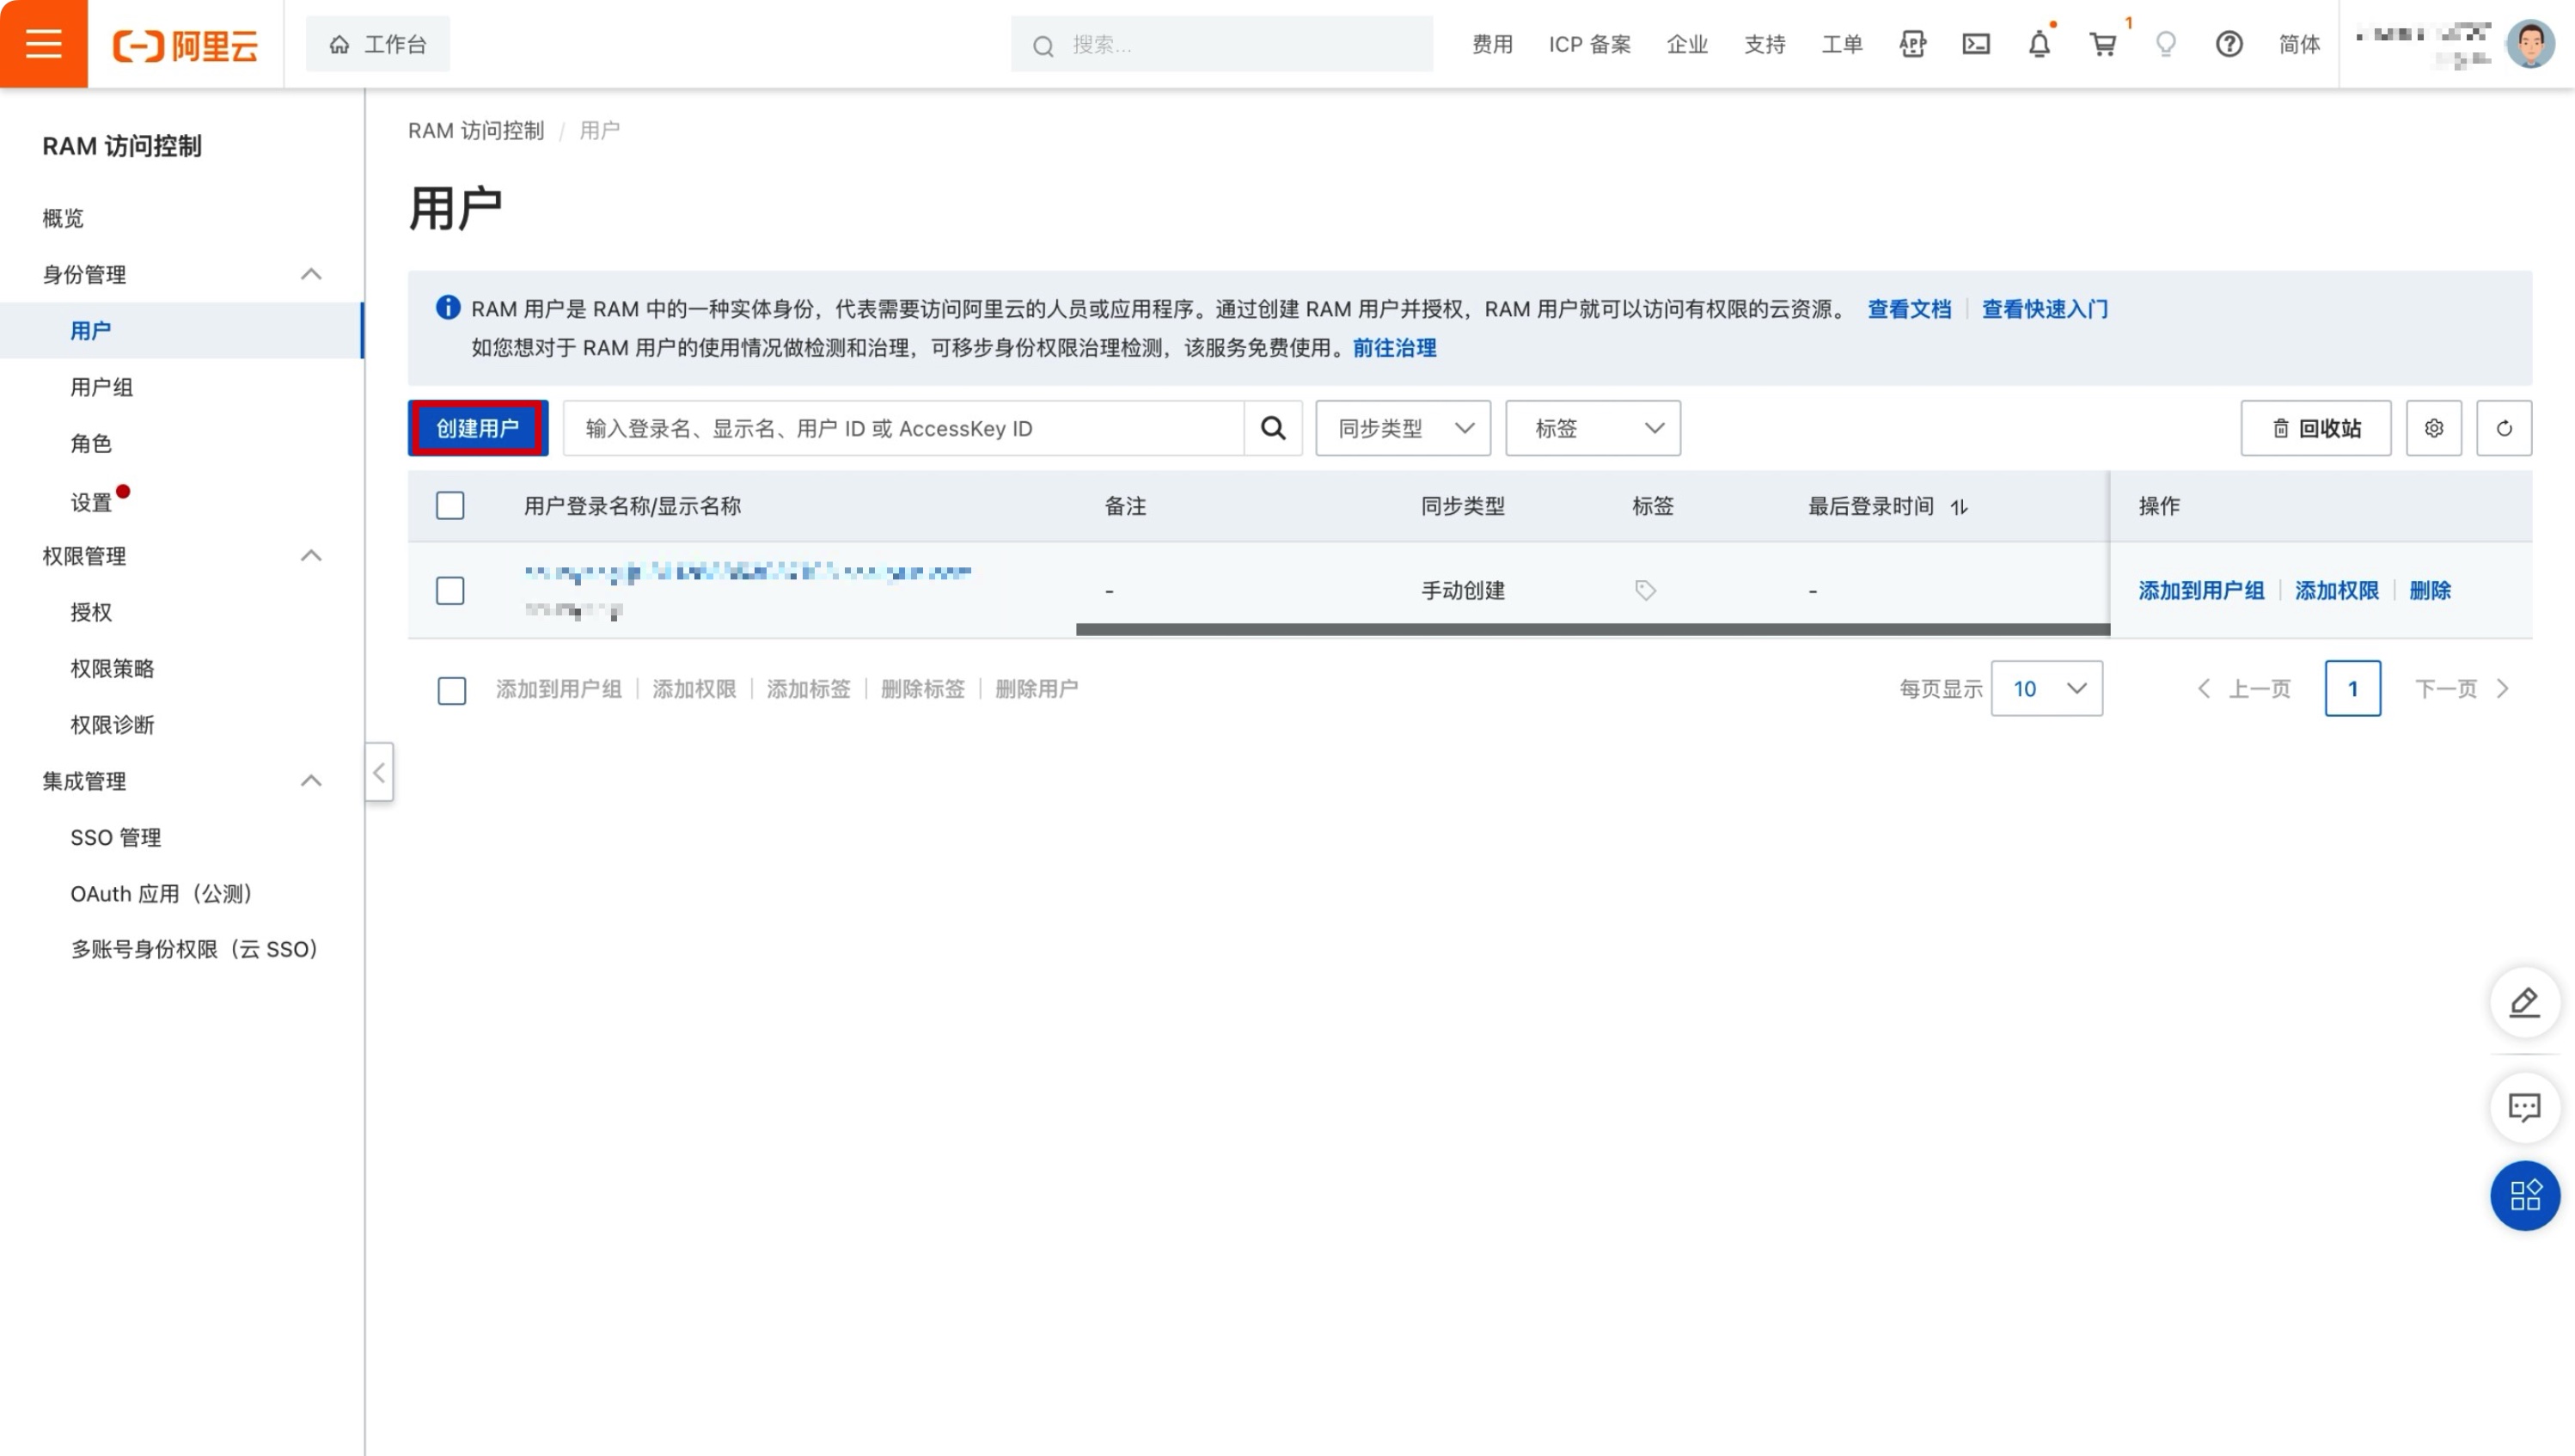 阿里云
工作台
搜索...
费用
ICP 备案
企业
支持
工单
APP
1
简体
RAM 访问控制
概览
身份管理
用户
用户组
角色
设置
权限管理
授权
权限策略
权限诊断
集成管理
SSO 管理
OAuth 应用（公测）
多账号身份权限（云 SSO）
RAM 访问控制 / 用户
用户
RAM 用户是 RAM 中的一种实体身份，代表需要访问阿里云的人员或应用程序。通过创建 RAM 用户并授权，RAM 用户就可以访问有权限的云资源。 查看文档 查看快速入门
如您想对于 RAM 用户的使用情况做检测和治理，可移步身份权限治理检测，该服务免费使用。前往治理
创建用户
输入登录名、显示名、用户 ID 或 AccessKey ID
同步类型
标签
回收站
用户登录名称/显示名称
备注
同步类型
标签
最后登录时间
操作
-
手动创建
-
添加到用户组
添加权限
删除
添加到用户组
添加权限
添加标签
删除标签
删除用户
每页显示
10
上一页
1
下一页